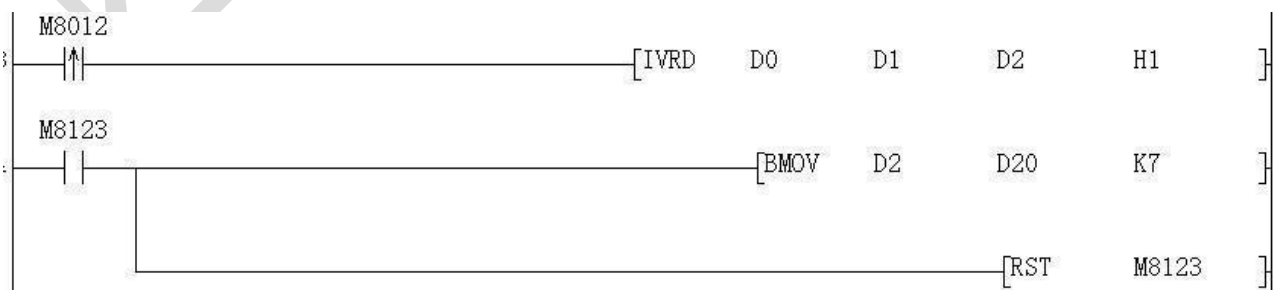 M8012
[IVRD D0 D1 D2 H1 ]
M8123
[BMOV D2 D20 K7 ]
[RST M8123 ]